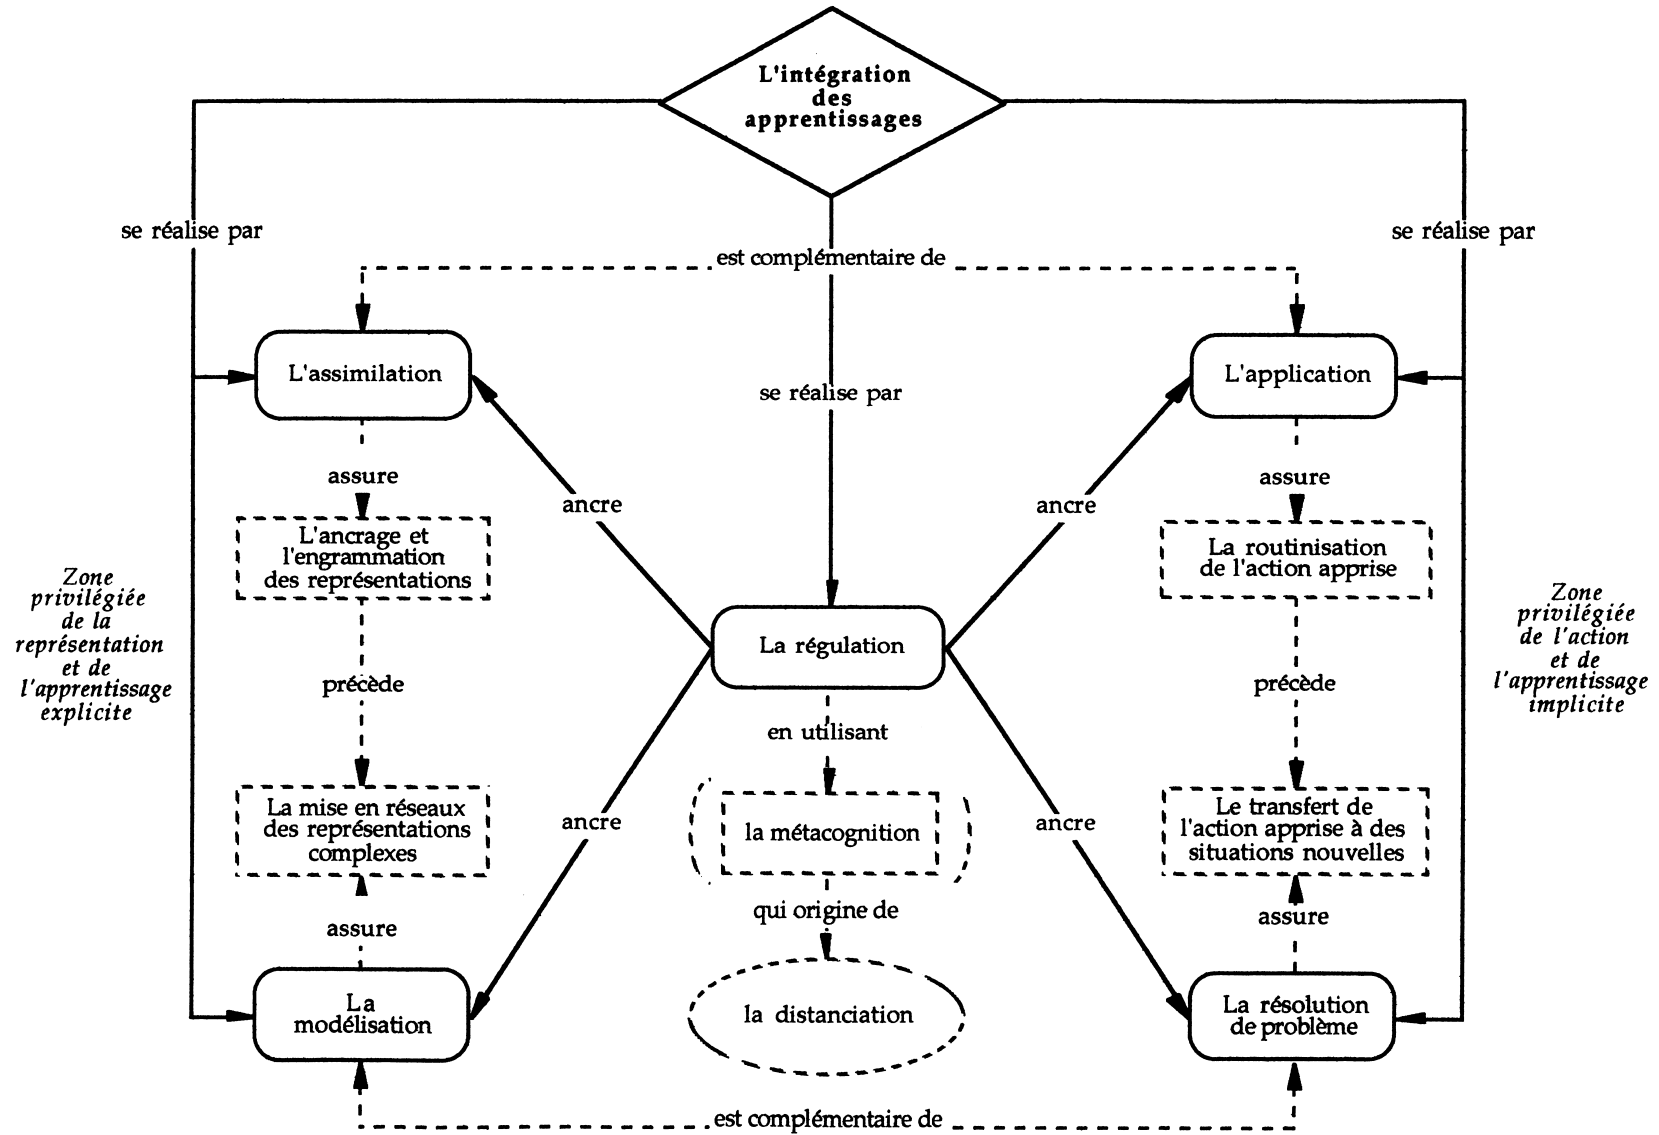 L'intégration
des
apprentissages
se réalise par
se réalise par
est complémentaire de
L'assimilation
L'application
se réalise par
assure
assure
ancre
ancre
L'ancrage et
l'engrammation
des représentations
La routinisation
de l'action apprise
Zone
privilégiée
de la
représentation
et de
l'apprentissage
explicite
Zone
privilégiée
de l'action
et de
l'apprentissage
implicite
La régulation
précède
précède
en utilisant
La mise en réseaux
des représentations
complexes
ancre
la métacognition
ancre
Le transfert de
l'action apprise à des
situations nouvelles
qui origine de
assure
assure
La
modélisation
la distanciation
La résolution
de problème
est complémentaire de